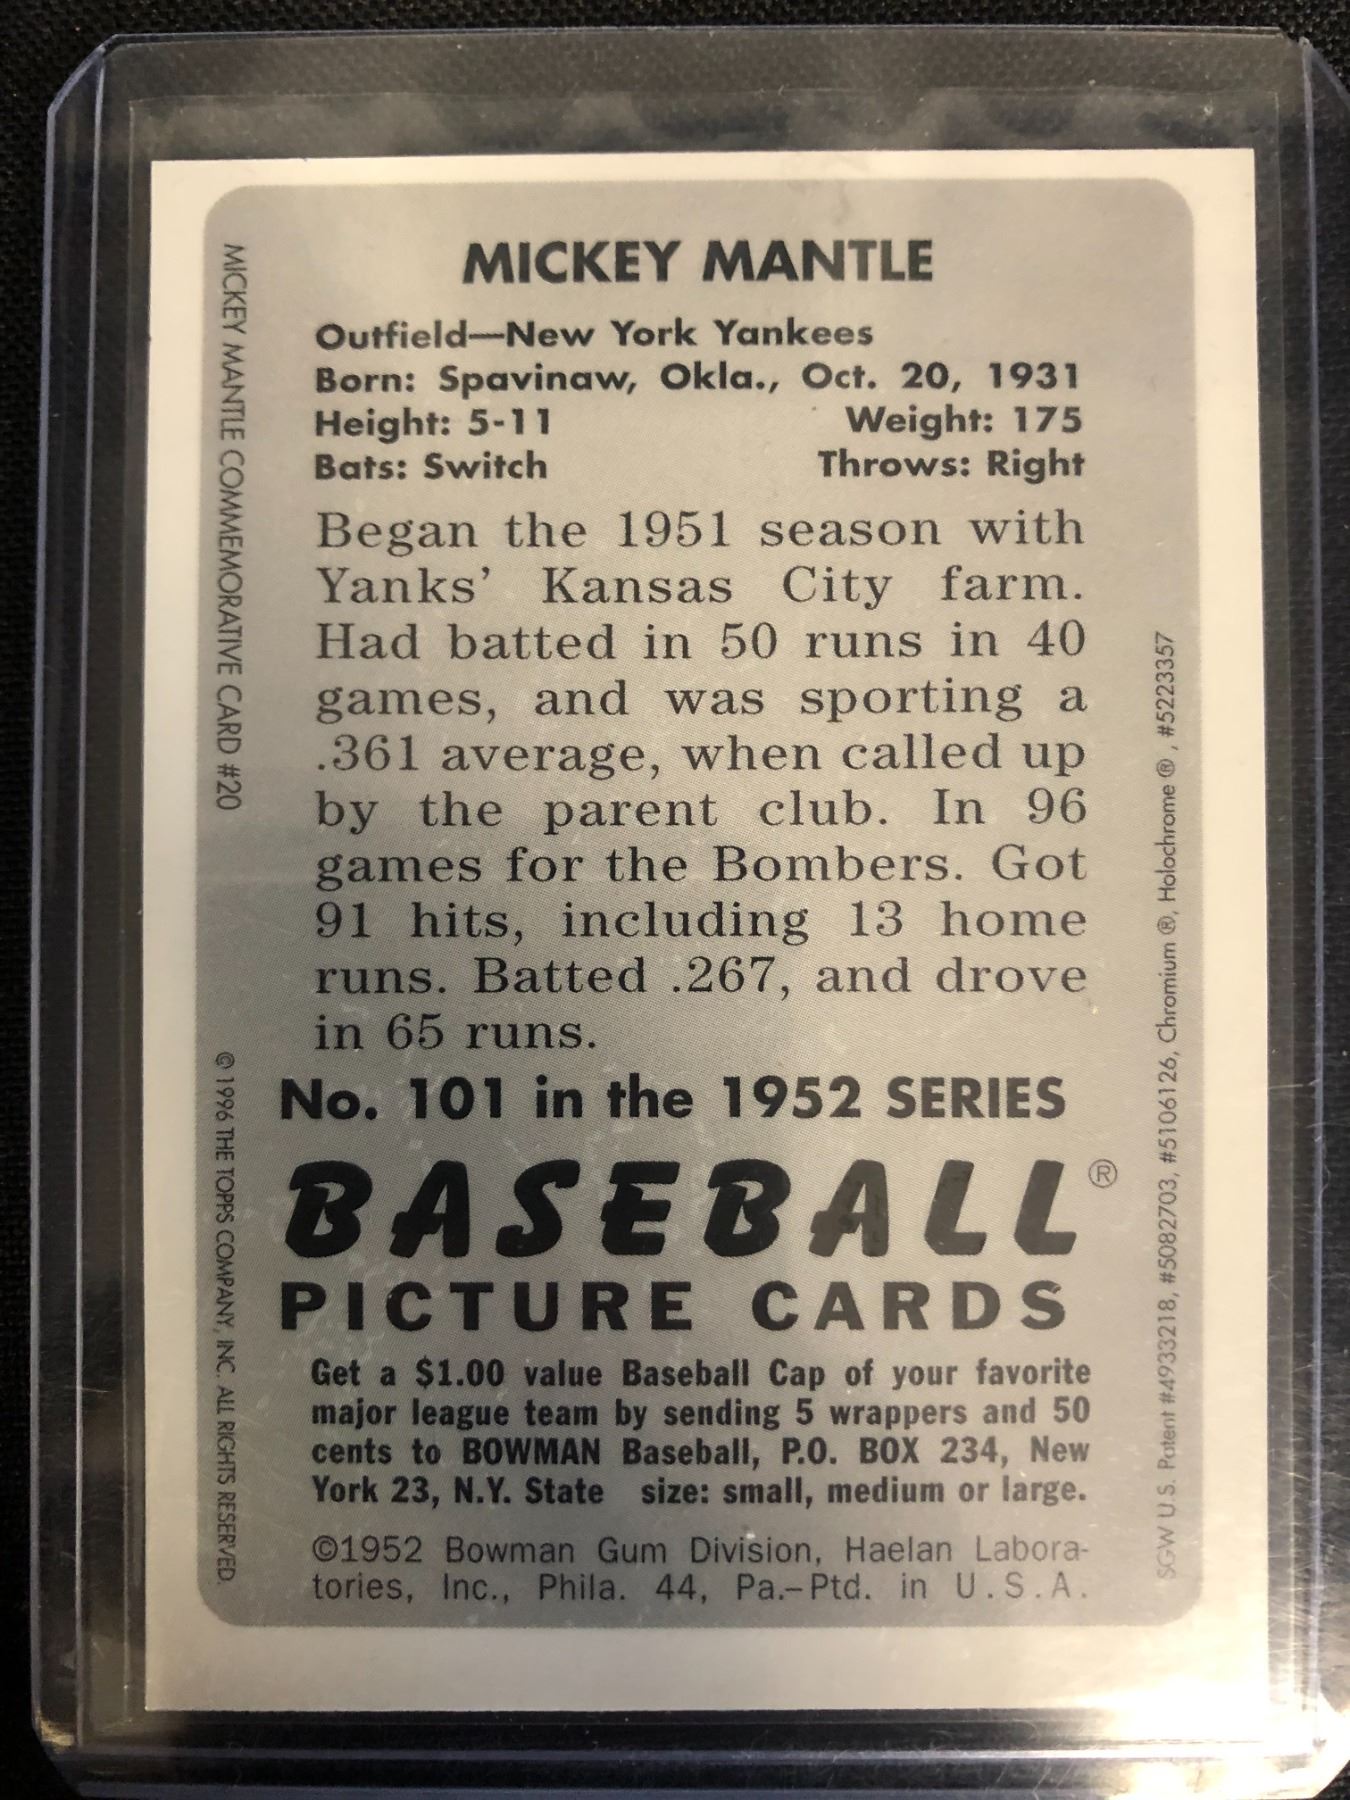 MICKEY MANTLE
Outfield—New York Yankees
Born: Spavinaw, Okla., Oct. 20, 1931
Height: 5-11 Weight: 175
Bats: Switch Throws: Right
Began the 1951 season with
Yanks' Kansas City farm.
Had batted in 50 runs in 40
games, and was sporting a
.361 average, when called up
by the parent club. In 96
games for the Bombers. Got
91 hits, including 13 home
runs. Batted .267, and drove
in 65 runs.
No. 101 in the 1952 SERIES
BASEBALL®
PICTURE CARDS
Get a $1.00 value Baseball Cap of your favorite
major league team by sending 5 wrappers and 50
cents to BOWMAN Baseball, P.O. BOX 234, New
York 23, N.Y. State size: small, medium or large.
©1952 Bowman Gum Division, Haelan Labora-
tories, Inc., Phila. 44, Pa.–Ptd. in U.S.A.
MICKEY MANTLE COMMEMORATIVE CARD #20
© 1996 THE TOPPS COMPANY, INC. ALL RIGHTS RESERVED.
SGW U.S. Patent #4933218, #5082703, #5106126, Chromium ®, Holochrome ®, #5223357